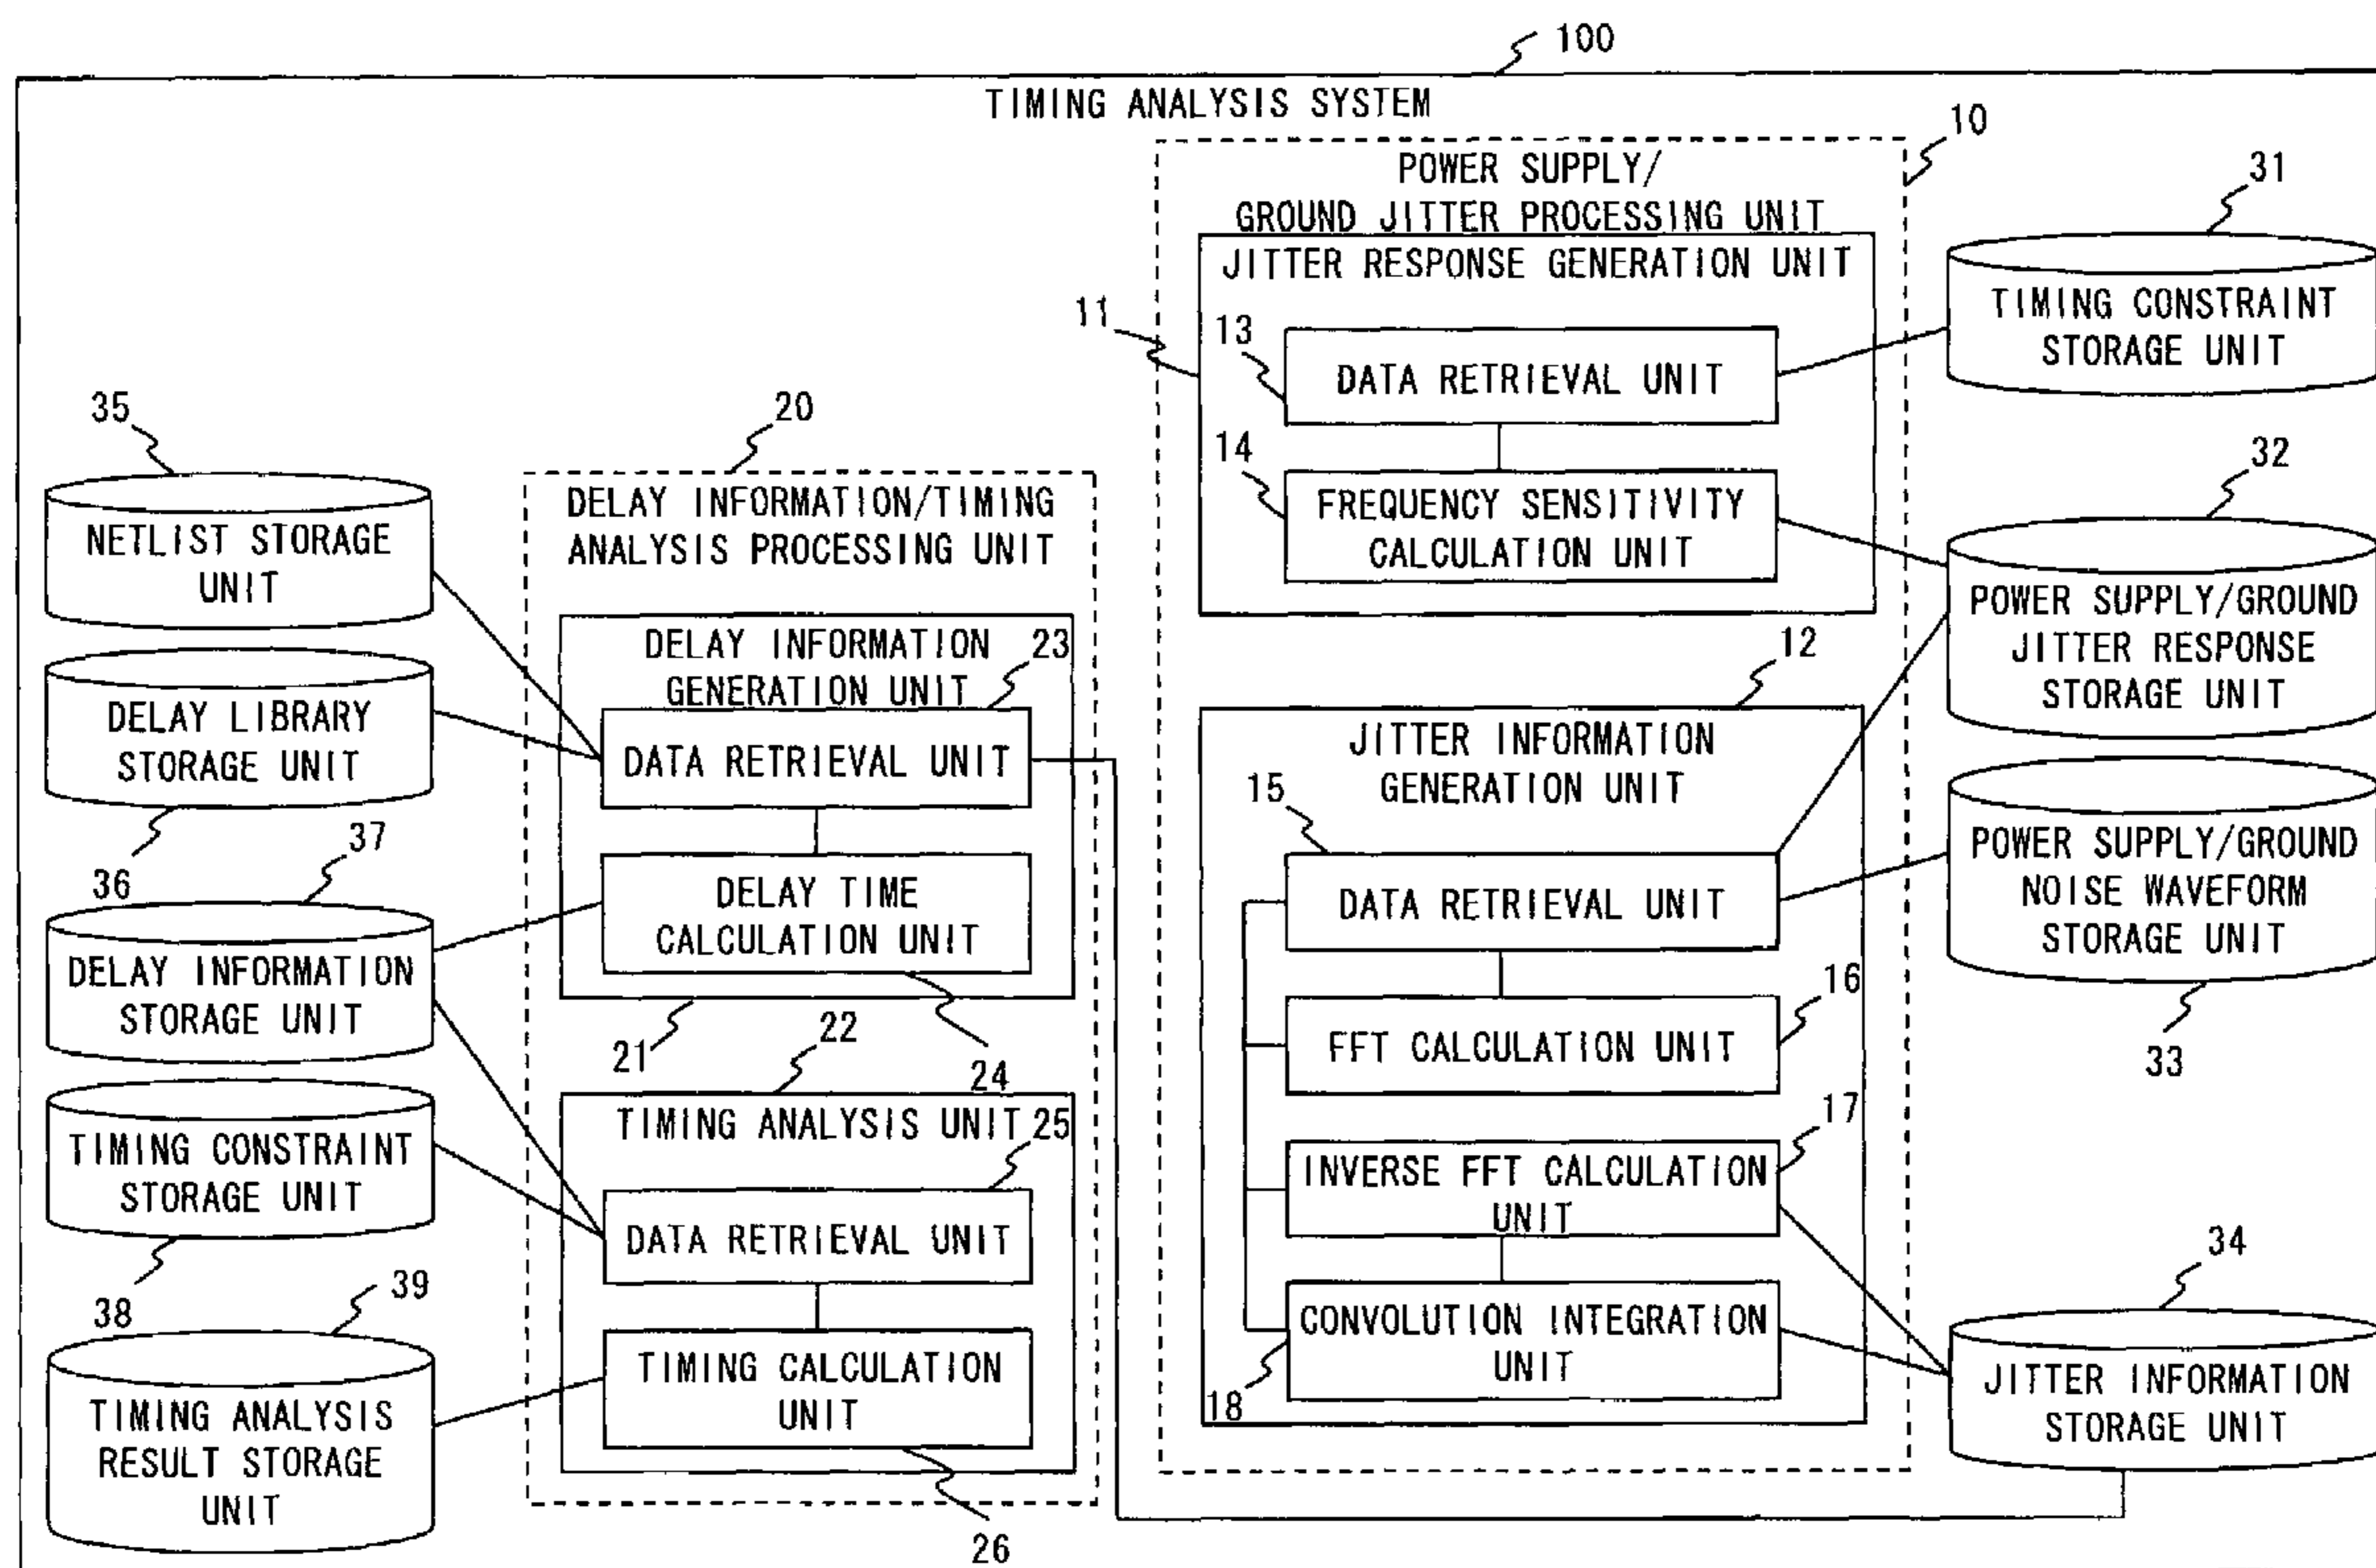 100
TIMING ANALYSIS SYSTEM
10
POWER SUPPLY/
GROUND JITTER PROCESSING UNIT
JITTER RESPONSE GENERATION UNIT
11
13
DATA RETRIEVAL UNIT
14
FREQUENCY SENSITIVITY
CALCULATION UNIT
31
TIMING CONSTRAINT
STORAGE UNIT
32
POWER SUPPLY/GROUND
JITTER RESPONSE
STORAGE UNIT
12
JITTER INFORMATION
GENERATION UNIT
15
DATA RETRIEVAL UNIT
16
FFT CALCULATION UNIT
17
INVERSE FFT CALCULATION
UNIT
CONVOLUTION INTEGRATION
UNIT
18
POWER SUPPLY/GROUND
NOISE WAVEFORM
STORAGE UNIT
33
34
JITTER INFORMATION
STORAGE UNIT
35
NETLIST STORAGE
UNIT
DELAY LIBRARY
STORAGE UNIT
36
37
DELAY INFORMATION
STORAGE UNIT
TIMING CONSTRAINT
STORAGE UNIT
38
39
TIMING ANALYSIS
RESULT STORAGE
UNIT
20
DELAY INFORMATION/TIMING
ANALYSIS PROCESSING UNIT
DELAY INFORMATION
GENERATION UNIT
23
DATA RETRIEVAL UNIT
DELAY TIME
CALCULATION UNIT
21
24
22
TIMING ANALYSIS UNIT
25
DATA RETRIEVAL UNIT
TIMING CALCULATION
UNIT
26